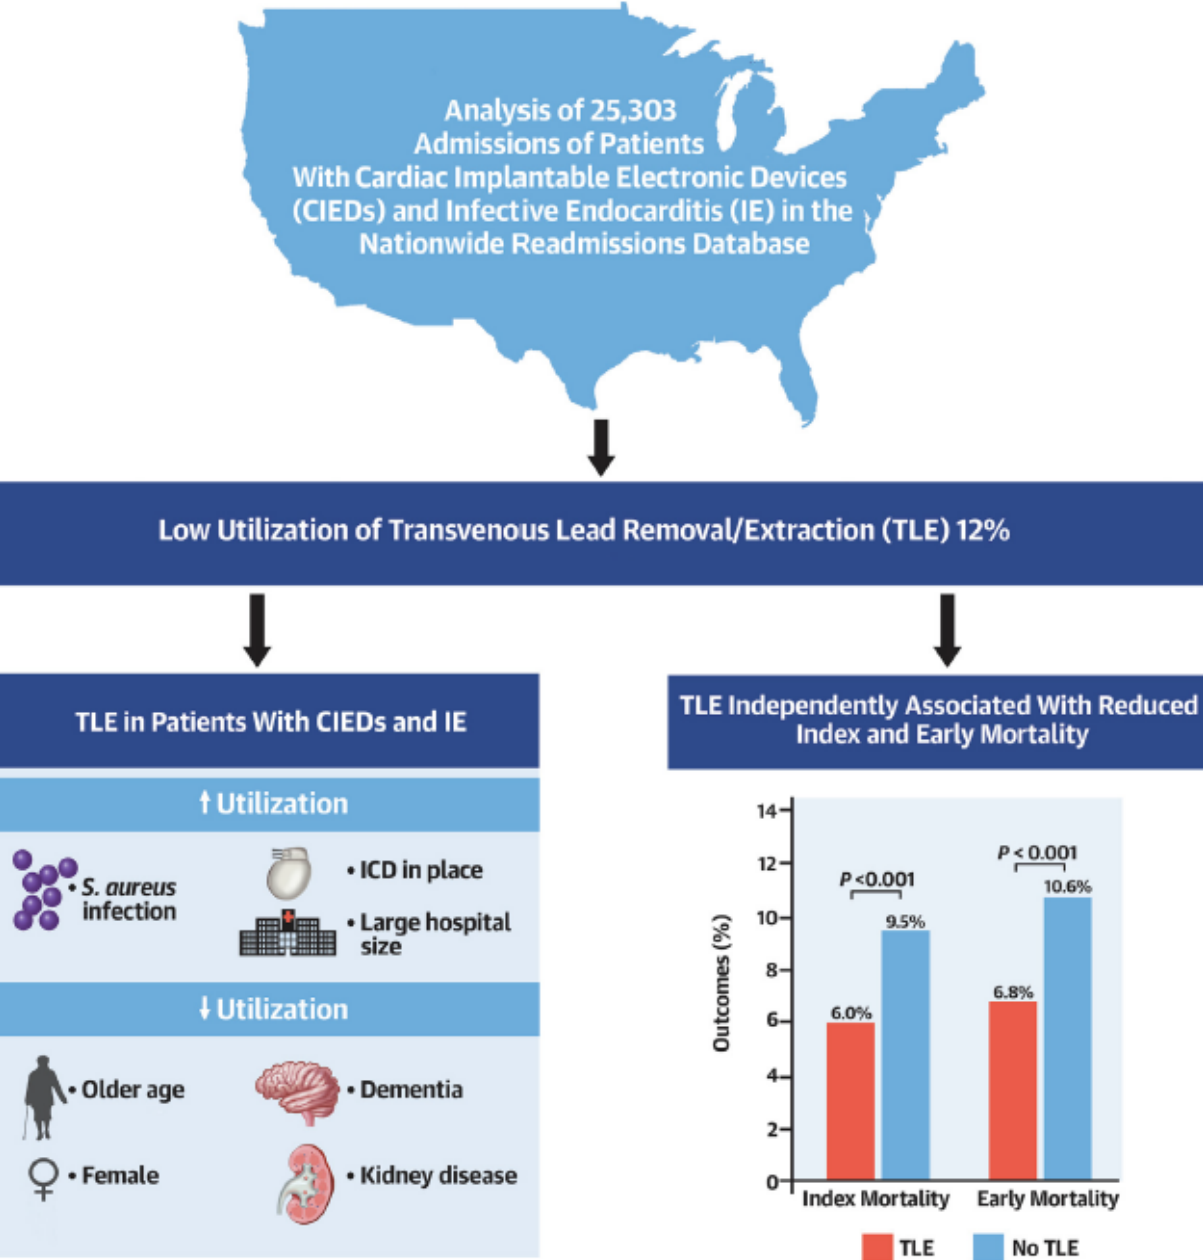 Analysis of 25,303
Admissions of Patients
With Cardiac Implantable Electronic Devices
(CIEDs) and Infective Endocarditis (IE) in the
Nationwide Readmissions Database
Low Utilization of Transvenous Lead Removal/Extraction (TLE) 12%
TLE in Patients With CIEDs and IE
↑ Utilization
• S. aureus
infection
• ICD in place
• Large hospital
size
↓ Utilization
• Older age
• Dementia
• Female
• Kidney disease
TLE Independently Associated With Reduced
Index and Early Mortality
Outcomes (%)
14
12
10
8
6
4
2
0
P <0.001
6.0%
9.5%
P < 0.001
6.8%
10.6%
Index Mortality
Early Mortality
TLE
No TLE